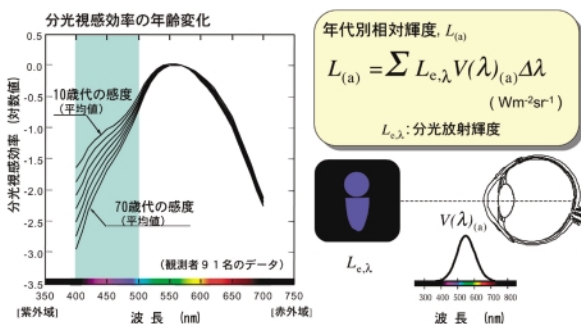 分光視感効率の年齢変化
分光視感効率 (対数値)
0.5
0.0
-0.5
-1.0
-1.5
-2.0
-2.5
-3.0
-3.5
10歳代の感度
(平均値)
70歳代の感度
(平均値)
(観測者91名のデータ)
350 400 450 500 550 600 650 700 750
[紫外域] 波 長 (nm) [赤外域]
年代別相対輝度, L(a)
L(a) = Σ Le,λ V(λ)(a) Δλ
( Wm-2sr-1 )
Le,λ: 分光放射輝度
Le,λ
V(λ)(a)
300 400 500 600 700 800
波 長 (nm)